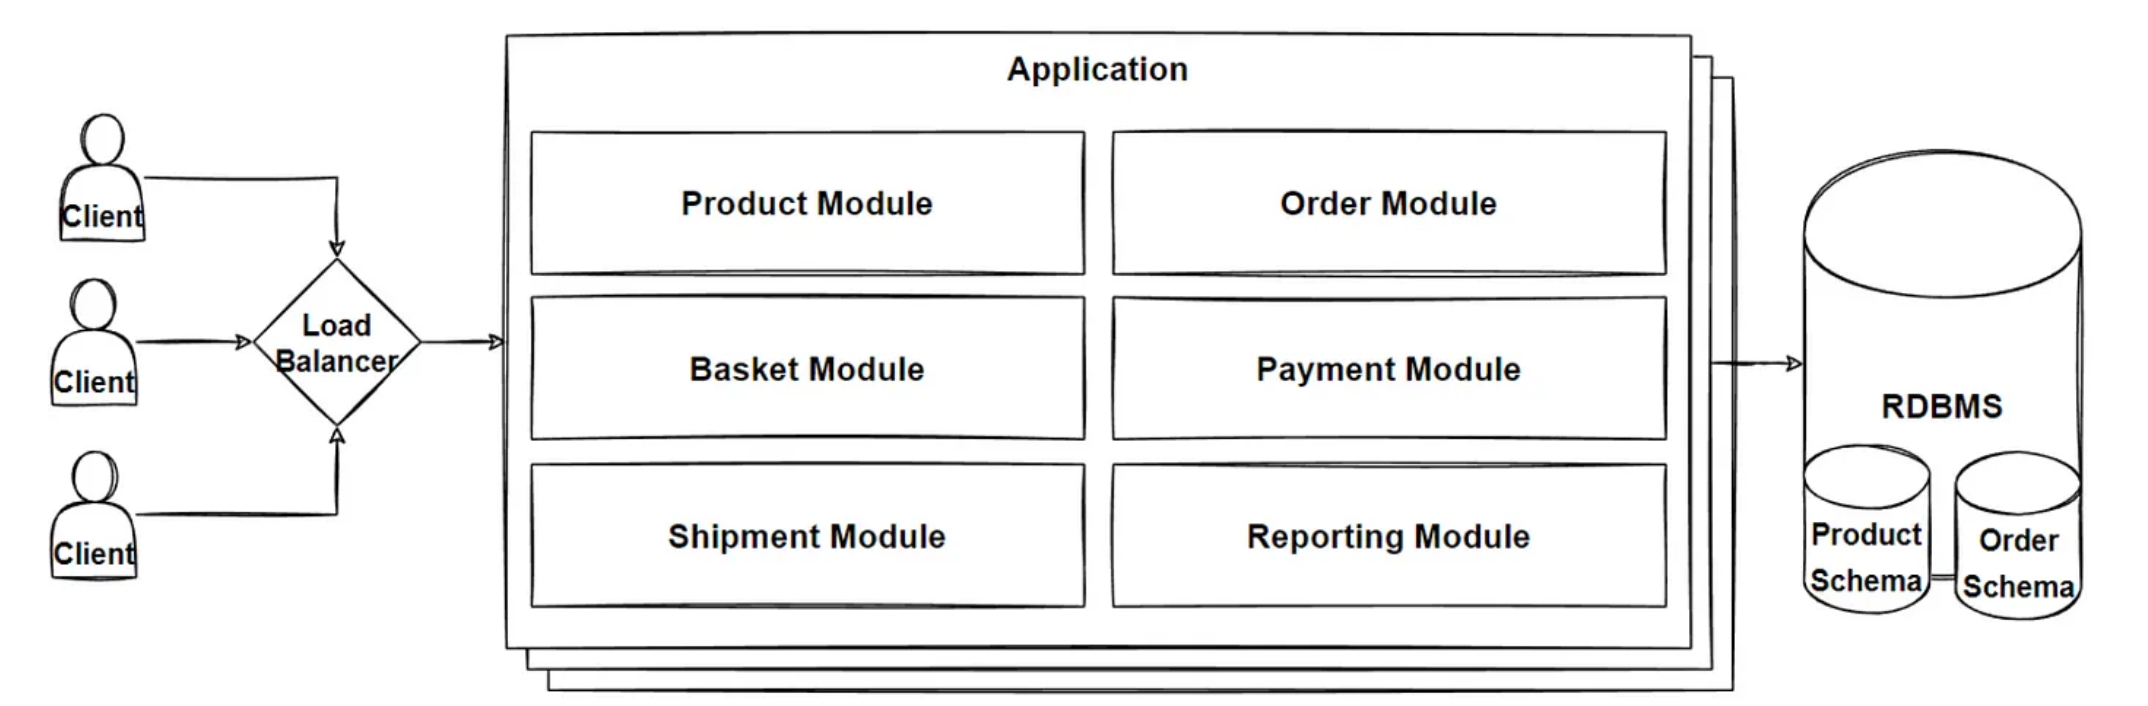 Application
Client
Client
Client
Load
Balancer
Product Module
Order Module
Basket Module
Payment Module
Shipment Module
Reporting Module
RDBMS
Product
Schema
Order
Schema